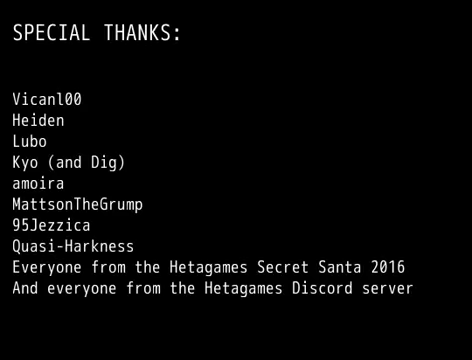 SPECIAL THANKS:
Vicanl00
Heiden
Lubo
Kyo (and Dig)
amoira
MattsonTheGrump
95Jezzica
Quasi-Harkness
Everyone from the Hetagames Secret Santa 2016
And everyone from the Hetagames Discord server